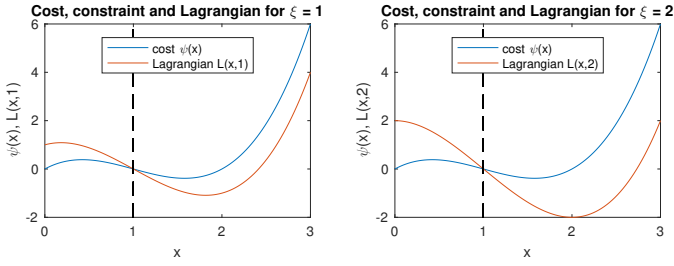 Cost, constraint and Lagrangian for ξ = 1
6
4
2
0
-2
ψ(x), L(x,1)
cost ψ(x)
Lagrangian L(x,1)
0 1 2 3
x
Cost, constraint and Lagrangian for ξ = 2
6
4
2
0
-2
ψ(x), L(x,2)
cost ψ(x)
Lagrangian L(x,2)
0 1 2 3
x